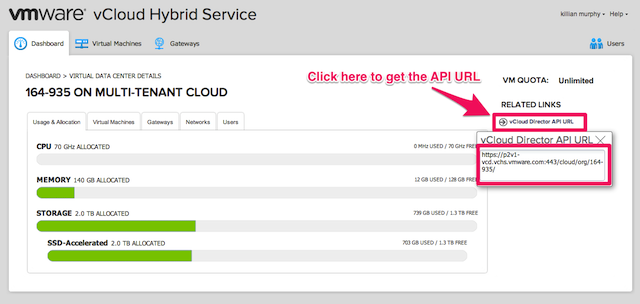 vmware vCloud Hybrid Service
killian murphy Help
Dashboard Virtual Machines Gateways Users
DASHBOARD > VIRTUAL DATA CENTER DETAILS
164-935 ON MULTI-TENANT CLOUD
Click here to get the API URL
VM QUOTA: Unlimited
RELATED LINKS
vCloud Director API URL
Usage & Allocation Virtual Machines Gateways Networks Users
vCloud Director API URL
https://p2v1-
vcd.vchs.vmware.com:443/cloud/org/164-
935/
CPU 70 GHz ALLOCATED 0 MHz USED / 70 GHz FREE
MEMORY 140 GB ALLOCATED 12 GB USED / 128 GB FREE
STORAGE 2.0 TB ALLOCATED 739 GB USED / 1.3 TB FREE
SSD-Accelerated 2.0 TB ALLOCATED 703 GB USED / 1.3 TB FREE